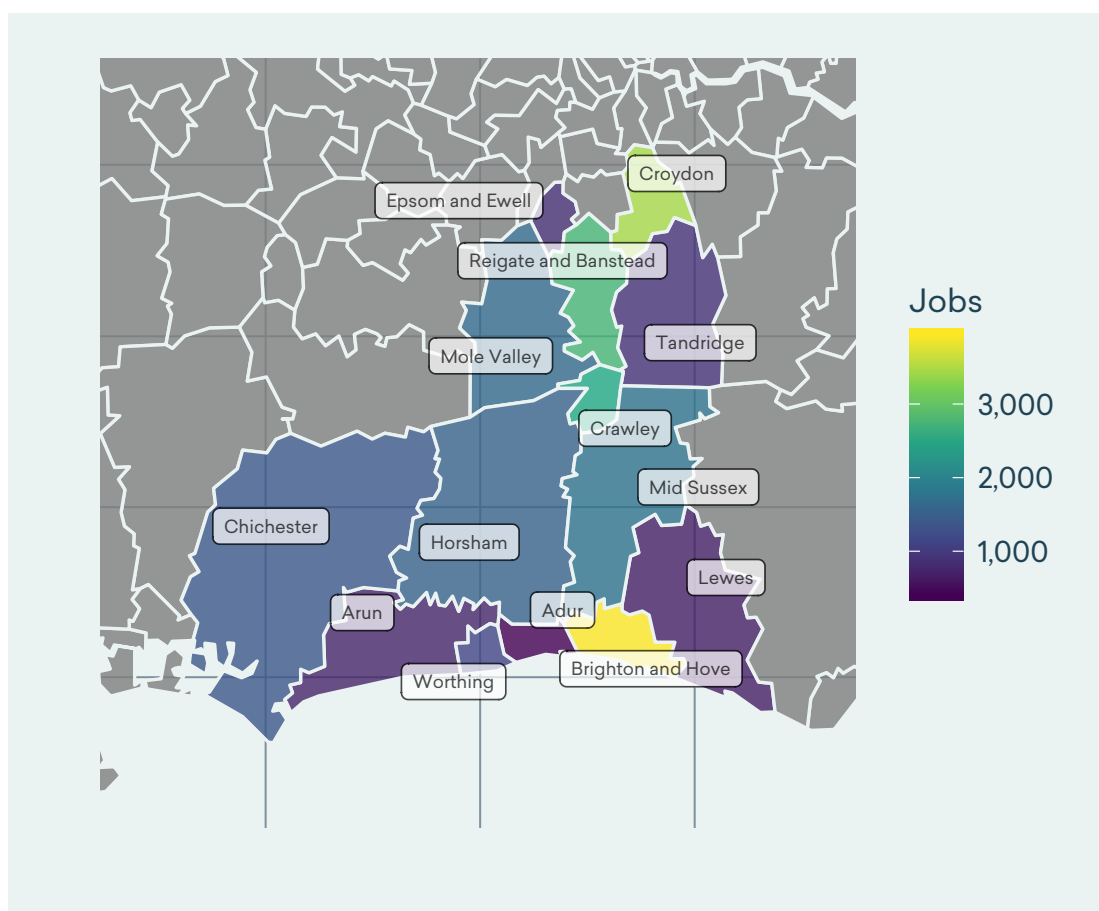 Croydon
Epsom and Ewell
Reigate and Banstead
Tandridge
Mole Valley
Crawley
Mid Sussex
Chichester
Horsham
Lewes
Adur
Arun
Brighton and Hove
Worthing
Jobs
3,000
2,000
1,000